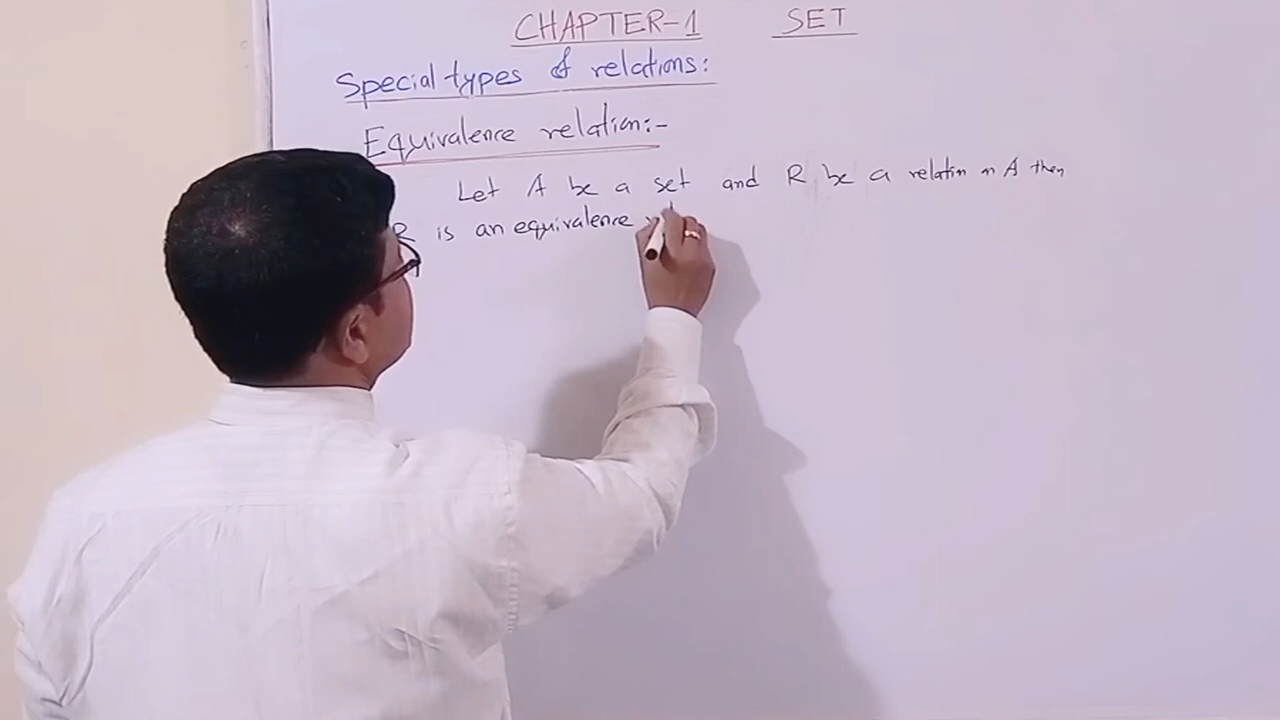 CHAPTER-1 SET
Special types of relations:
Equivalence relation:-
Let A be a set and R be a relation on A then
R is an equivalence